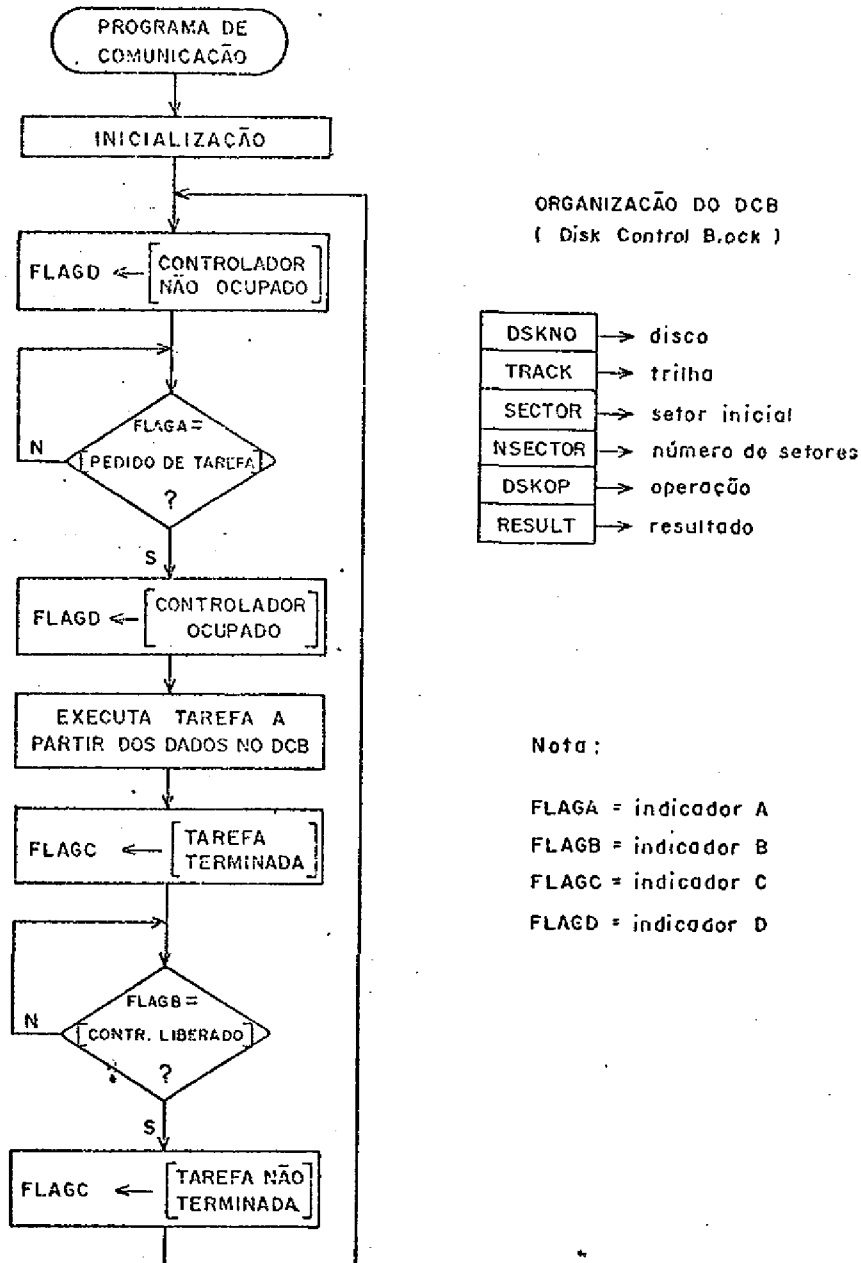 PROGRAMA DE
COMUNICAÇÃO
INICIALIZAÇÃO
FLAGD ← [CONTROLADOR
NÃO OCUPADO]
FLAGA =
[PEDIDO DE TAREFA]
?
N
S
FLAGD ← [CONTROLADOR
OCUPADO]
EXECUTA TAREFA A
PARTIR DOS DADOS NO DCB
FLAGC ← [TAREFA
TERMINADA]
FLAGB =
[CONTR. LIBERADO]
?
N
S
FLAGC ← [TAREFA NÃO
TERMINADA]
ORGANIZAÇÃO DO DCB
( Disk Control B.ock )
DSKNO → disco
TRACK → trilha
SECTOR → setor inicial
NSECTOR → número de setores
DSKOP → operação
RESULT → resultado
Nota :
FLAGA = indicador A
FLAGB = indicador B
FLAGC = indicador C
FLAGD = indicador D